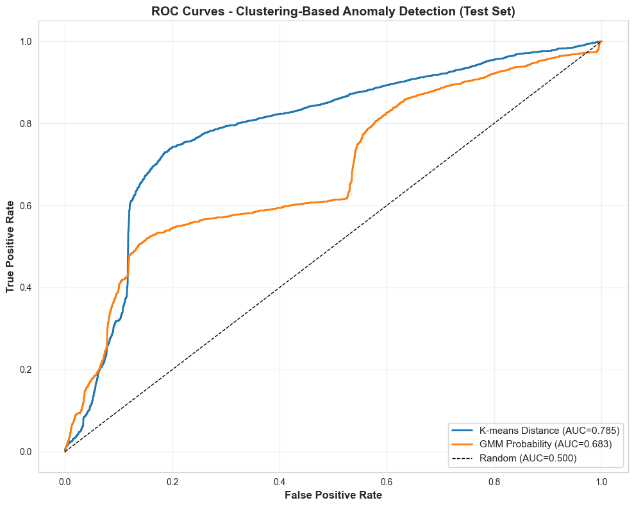 ROC Curves - Clustering-Based Anomaly Detection (Test Set)
True Positive Rate
1.0
0.8
0.6
0.4
0.2
0.0
0.0 0.2 0.4 0.6 0.8 1.0
False Positive Rate
K-means Distance (AUC=0.785)
GMM Probability (AUC=0.683)
Random (AUC=0.500)